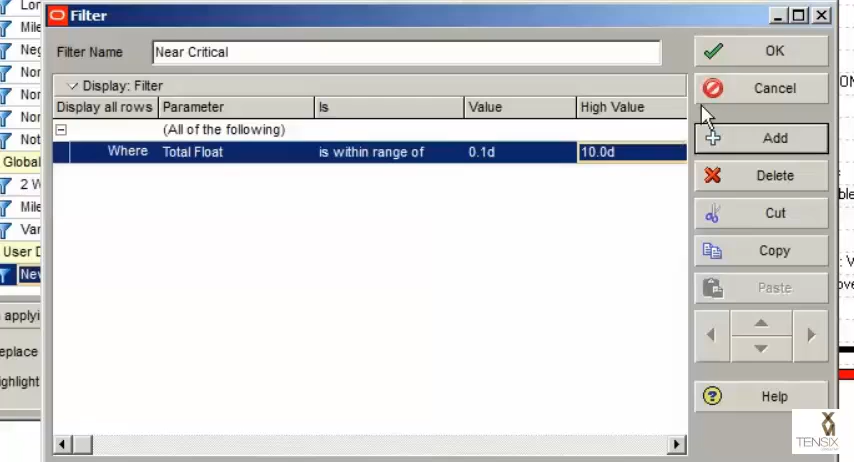 Filter
Filter Name Near Critical
Display: Filter
Display all rows Parameter Is Value High Value
(All of the following)
Where Total Float is within range of 0.1d 10.0d
OK
Cancel
Add
Delete
Cut
Copy
Paste
Help
Mile
Neg
Nor
Nor
Nor
Not
Global
2 W
Mile
Var
User D
Nev
applyi
eplace
ighlight
TENSIX